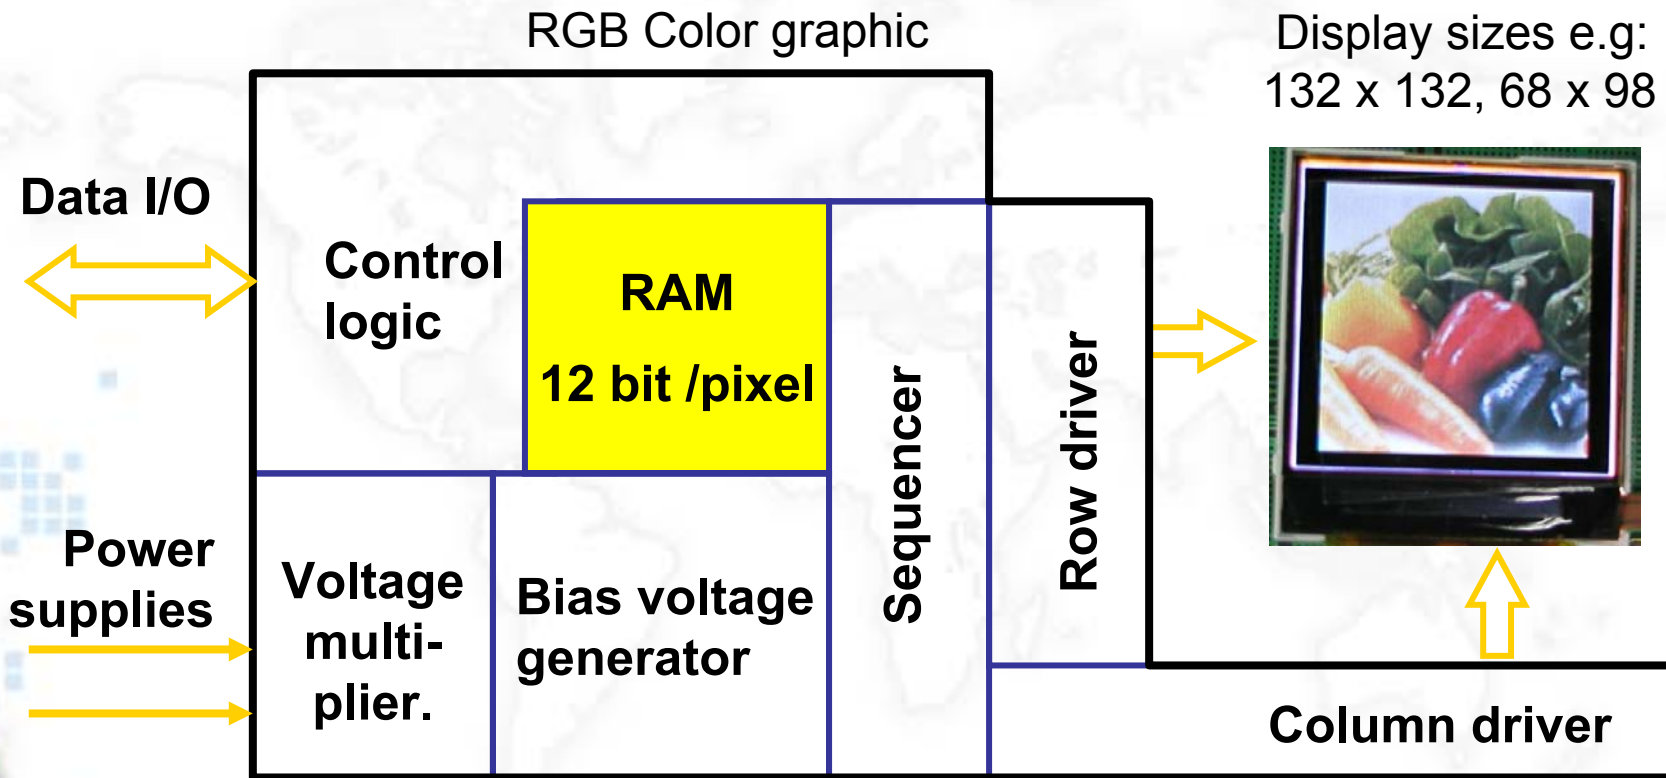 RGB Color graphic
Display sizes e.g:
132 x 132, 68 x 98
Data I/O
Control
logic
RAM
12 bit /pixel
Sequencer
Row driver
Power
supplies
Voltage
multi-
plier.
Bias voltage
generator
Column driver